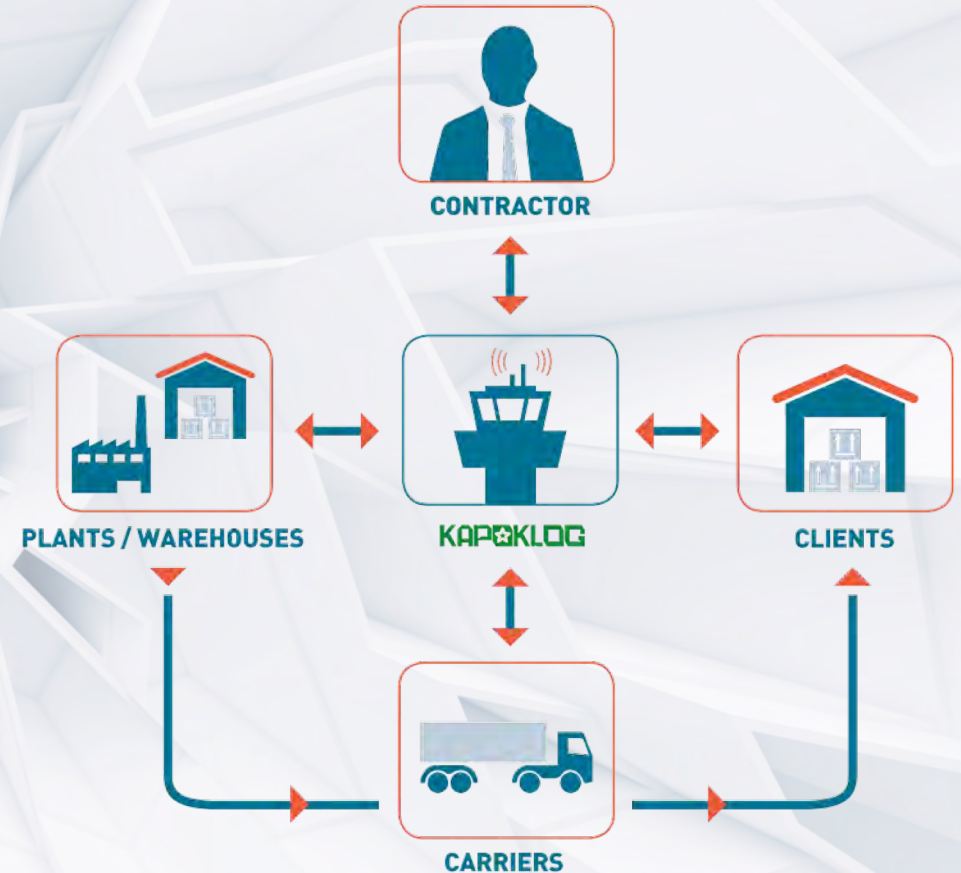 CONTRACTOR
PLANTS / WAREHOUSES
KAPOKLOG
CLIENTS
CARRIERS